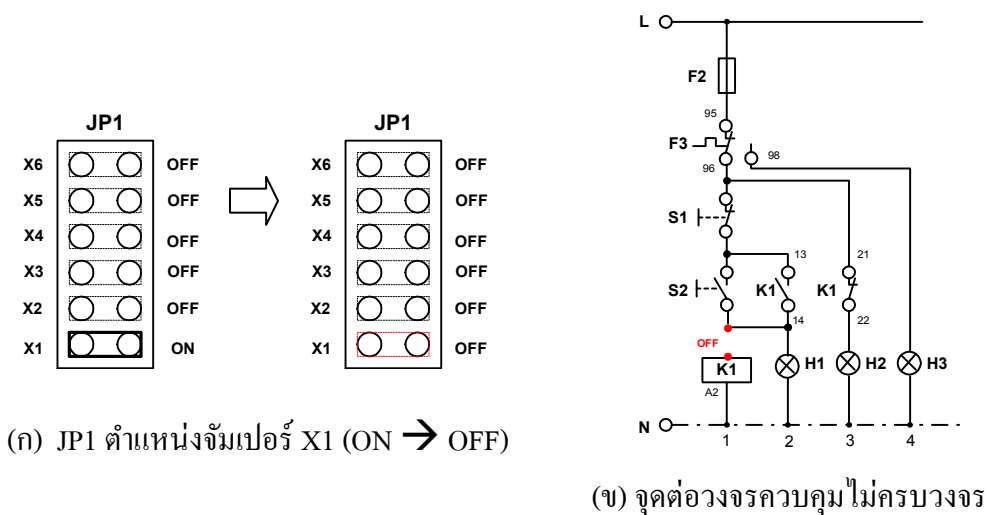 JP1
X6 OFF
X5 OFF
X4 OFF
X3 OFF
X2 OFF
X1 ON
JP1
X6 OFF
X5 OFF
X4 OFF
X3 OFF
X2 OFF
X1 OFF
(ก) JP1 ตำแหน่งจัมเปอร์ X1 (ON → OFF)
L
F2
95
F3
96 98
S1
13 21
S2 K1 K1
14 22
OFF
K1 H1 H2 H3
A2
N
1 2 3 4
(ข) จุดต่อวงจรควบคุมไม่ครบวงจร